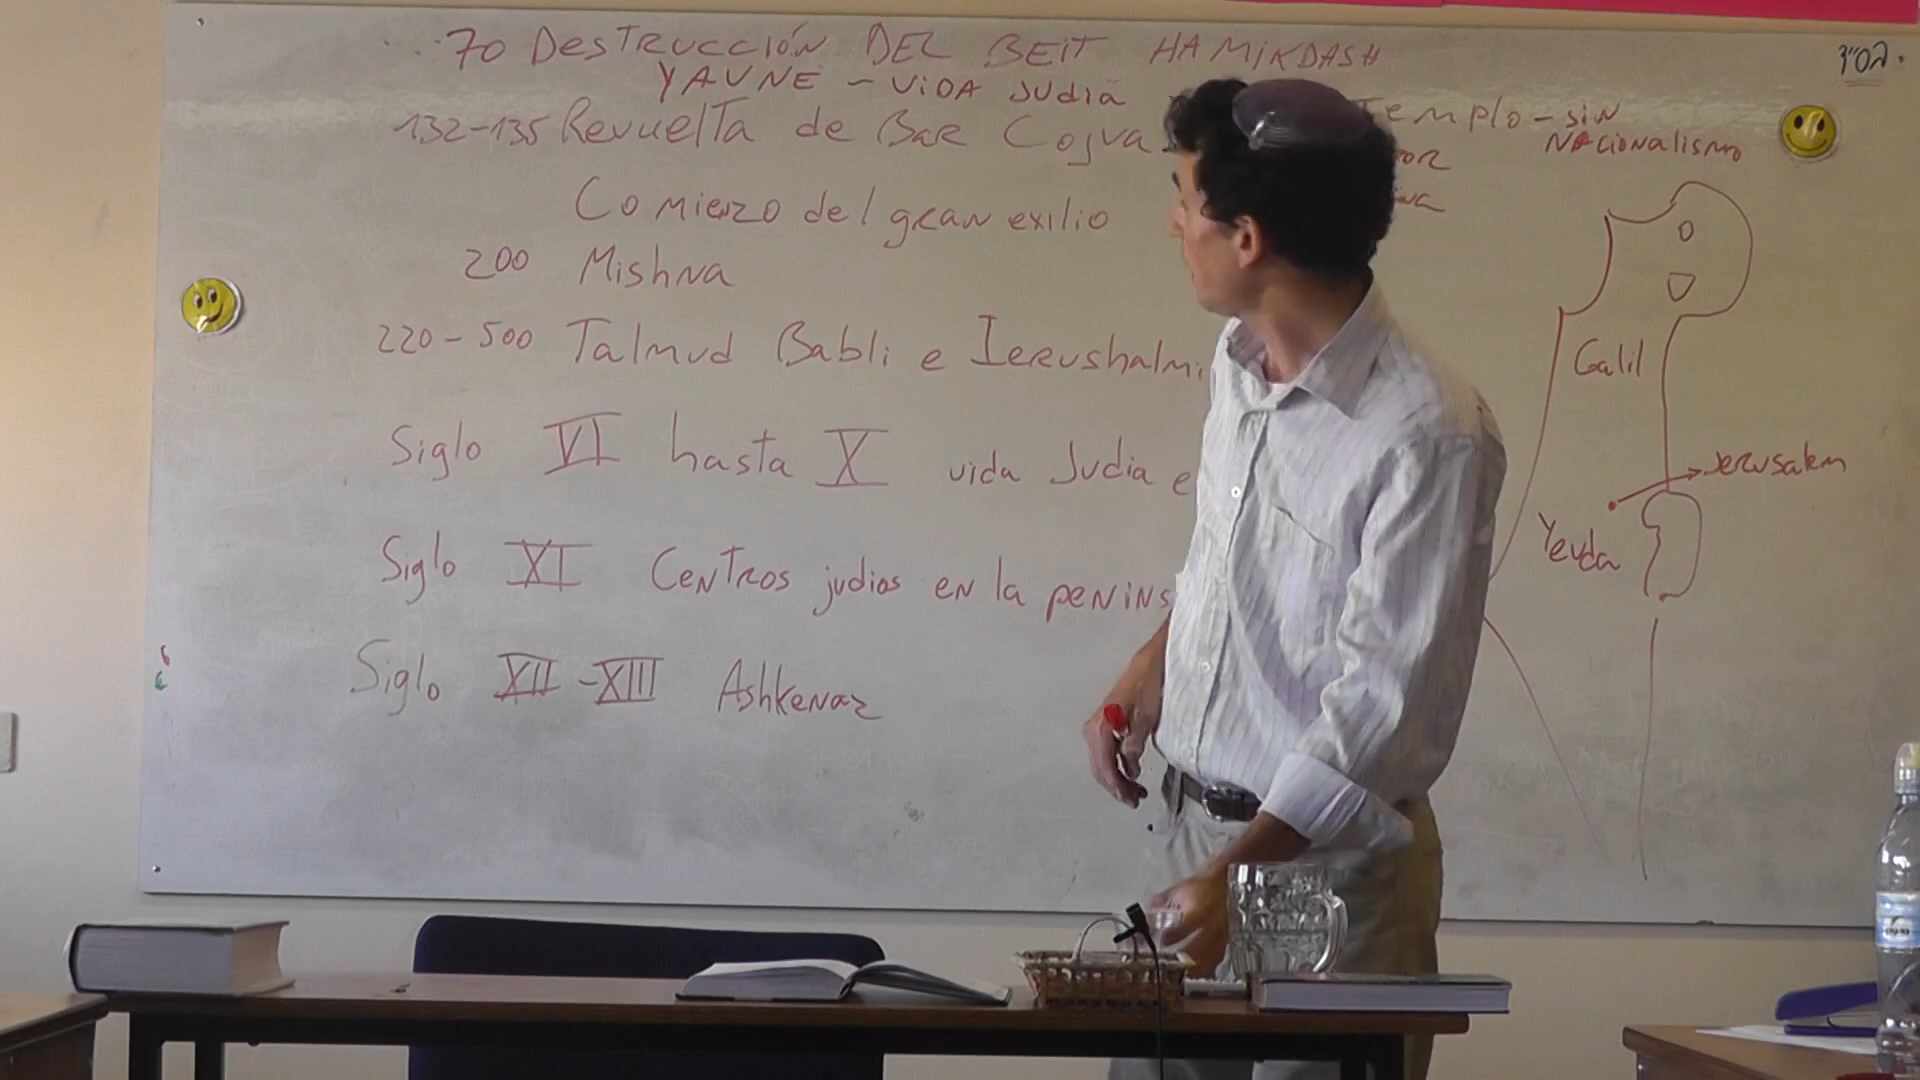 בס"ד
70 DESTRUCCIÓN DEL BEIT HAMIKDASH
YAVNE - VIDA JUDIA Templo - sin
NACIONALISMO
132-135 Revuelta de Bar Cojva
Comienzo del gran exilio
200 Mishna
220-500 Talmud Babli e Ierushalmi
Siglo VI hasta X vida Judia e
Siglo XI Centros judios en la penins
Siglo XII-XIII Ashkenaz
Galil
Jerusalem
Yeuda